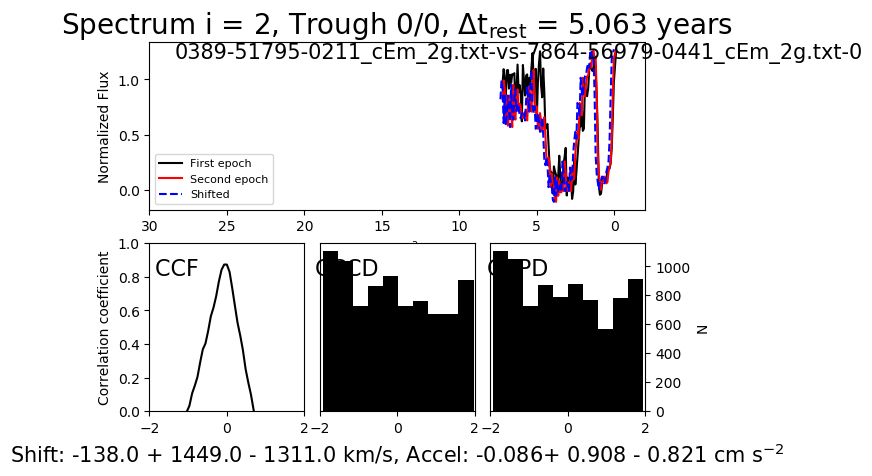 Spectrum i = 2, Trough 0/0, Δt_rest = 5.063 years
0389-51795-0211_cEm_2g.txt-vs-7864-56979-0441_cEm_2g.txt-0
Normalized Flux
1.0
0.5
0.0
First epoch
Second epoch
Shifted
30 25 20 15 10 5 0
Correlation coefficient
1.0
0.8
0.6
0.4
0.2
0.0
CCF
−2 0 2
−2 0 2
−2 0 2
1000
800
600
400
200
0
N
Shift: -138.0 + 1449.0 - 1311.0 km/s, Accel: -0.086+ 0.908 - 0.821 cm s⁻²